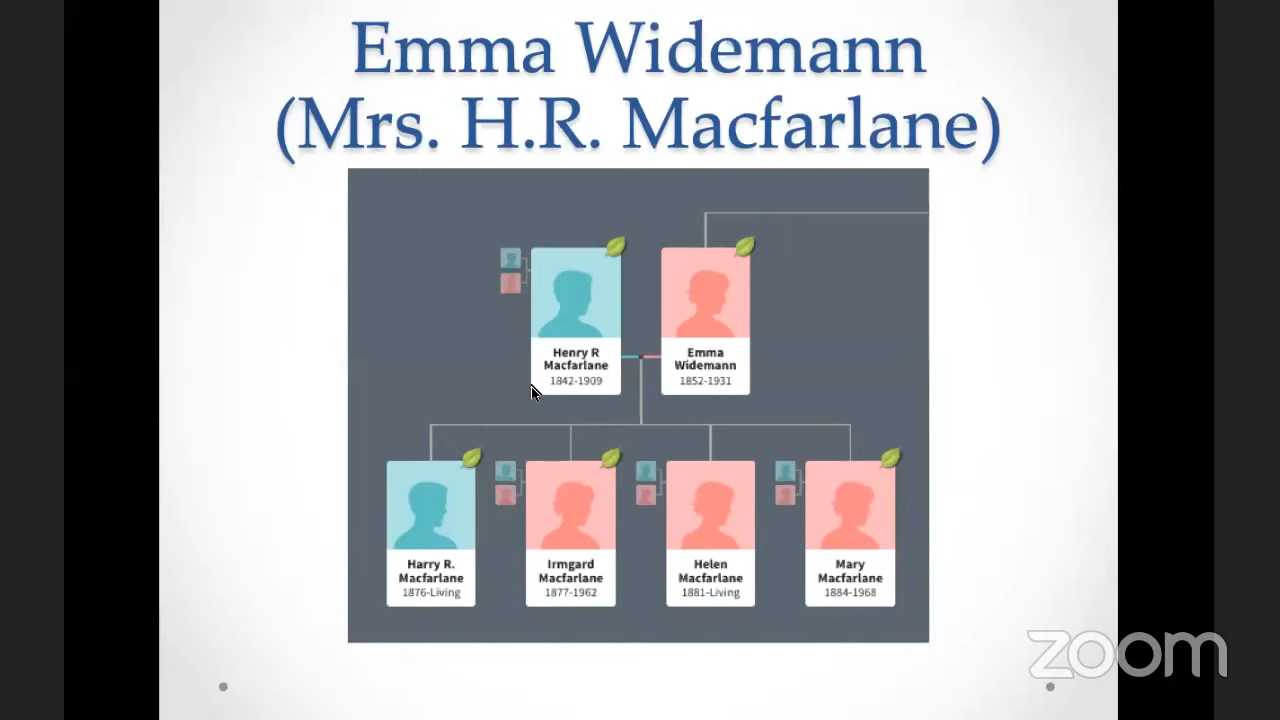 Emma Widemann
(Mrs. H.R. Macfarlane)
Henry R
Macfarlane
1842-1909
Emma
Widemann
1852-1931
Harry R.
Macfarlane
1876-Living
Irmgard
Macfarlane
1877-1962
Helen
Macfarlane
1881-Living
Mary
Macfarlane
1884-1968
zoom